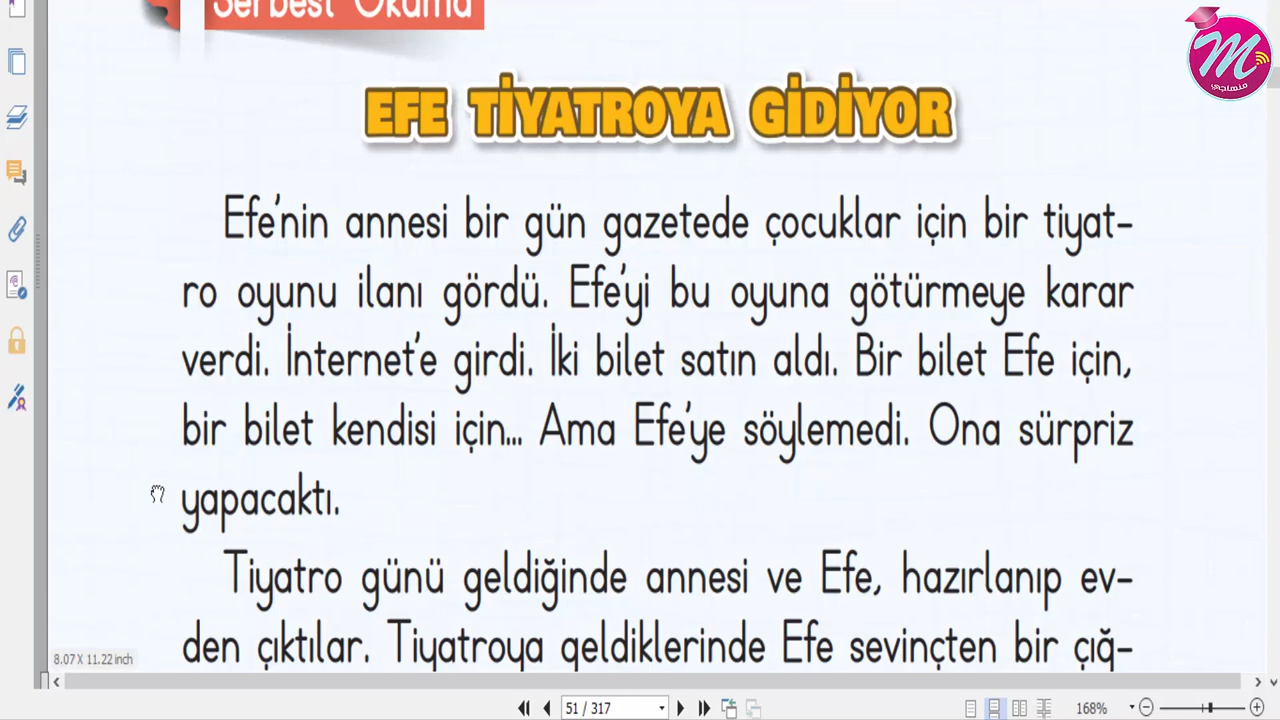 Serbest Okuma
منهاجي
EFE TİYATROYA GİDİYOR
Efe'nin annesi bir gün gazetede çocuklar için bir tiyat-
ro oyunu ilanı gördü. Efe'yi bu oyuna götürmeye karar
verdi. İnternet'e girdi. İki bilet satın aldı. Bir bilet Efe için,
bir bilet kendisi için... Ama Efe'ye söylemedi. Ona sürpriz
yapacaktı.
Tiyatro günü geldiğinde annesi ve Efe, hazırlanıp ev-
den çıktılar. Tiyatroya geldiklerinde Efe sevinçten bir çığ-
8.07 X 11.22 inch
51 / 317
168%